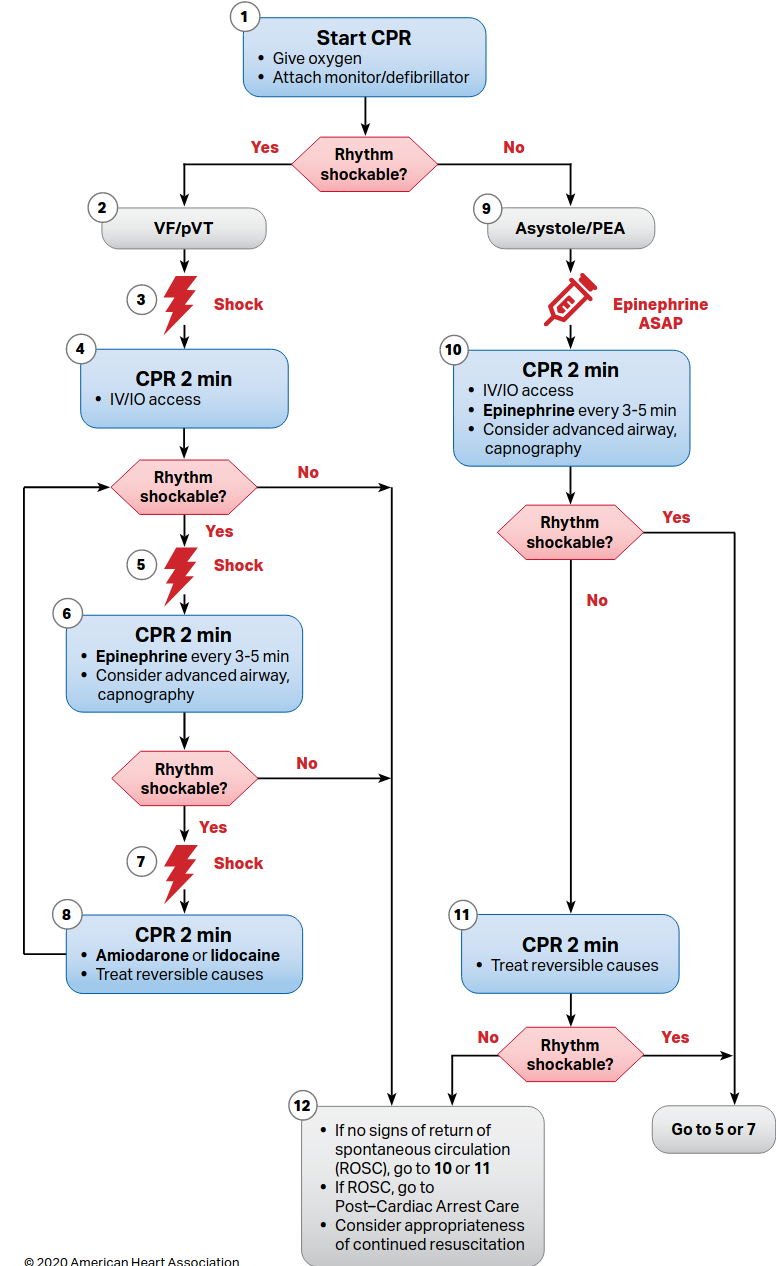 1
Start CPR
• Give oxygen
• Attach monitor/defibrillator
Rhythm
shockable?
Yes
No
2
VF/pVT
3
Shock
4
CPR 2 min
• IV/IO access
Rhythm
shockable?
No
Yes
5
Shock
6
CPR 2 min
• Epinephrine every 3-5 min
• Consider advanced airway,
capnography
Rhythm
shockable?
No
Yes
7
Shock
8
CPR 2 min
• Amiodarone or lidocaine
• Treat reversible causes
9
Asystole/PEA
Epinephrine
ASAP
10
CPR 2 min
• IV/IO access
• Epinephrine every 3-5 min
• Consider advanced airway,
capnography
Rhythm
shockable?
Yes
No
11
CPR 2 min
• Treat reversible causes
Rhythm
shockable?
No
Yes
12
• If no signs of return of
spontaneous circulation
(ROSC), go to 10 or 11
• If ROSC, go to
Post–Cardiac Arrest Care
• Consider appropriateness
of continued resuscitation
Go to 5 or 7
© 2020 American Heart Association